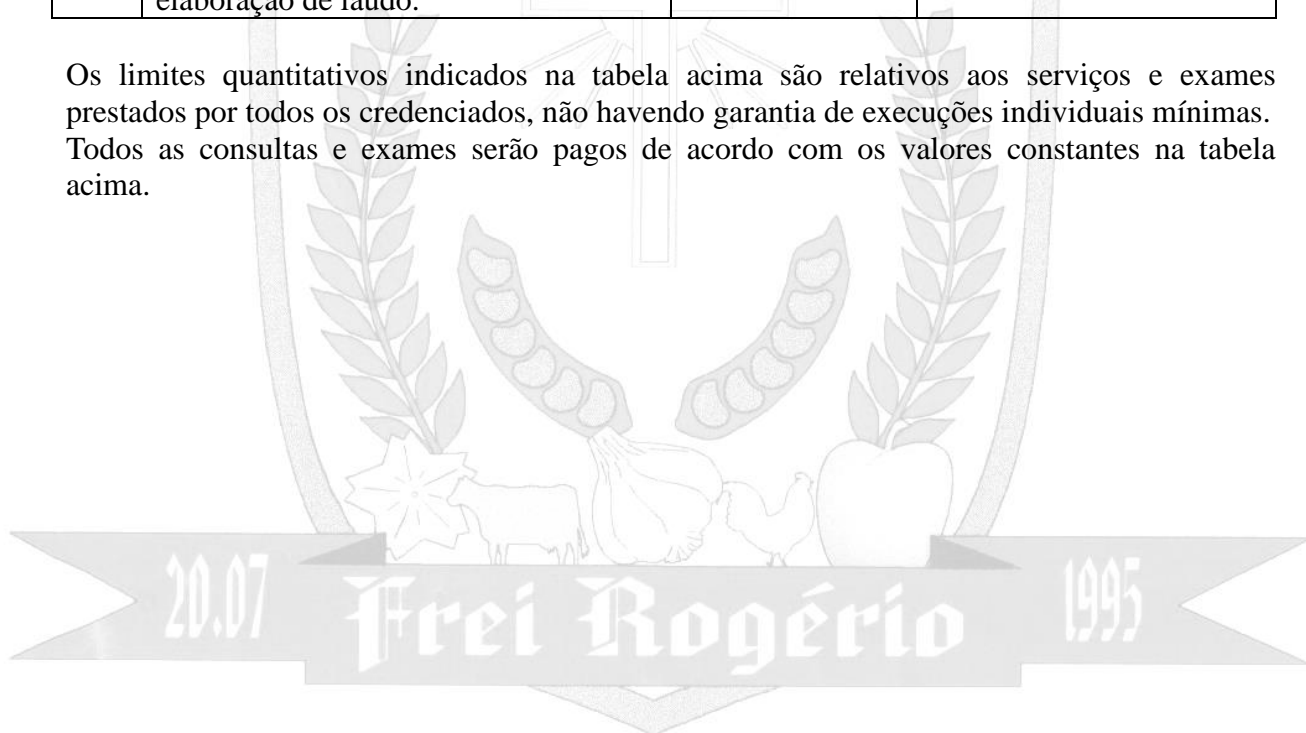 elaboração de laudo.
Os limites quantitativos indicados na tabela acima são relativos aos serviços e exames
prestados por todos os credenciados, não havendo garantia de execuções individuais mínimas.
Todos as consultas e exames serão pagos de acordo com os valores constantes na tabela
acima.
20.07 Frei Rogério 1995